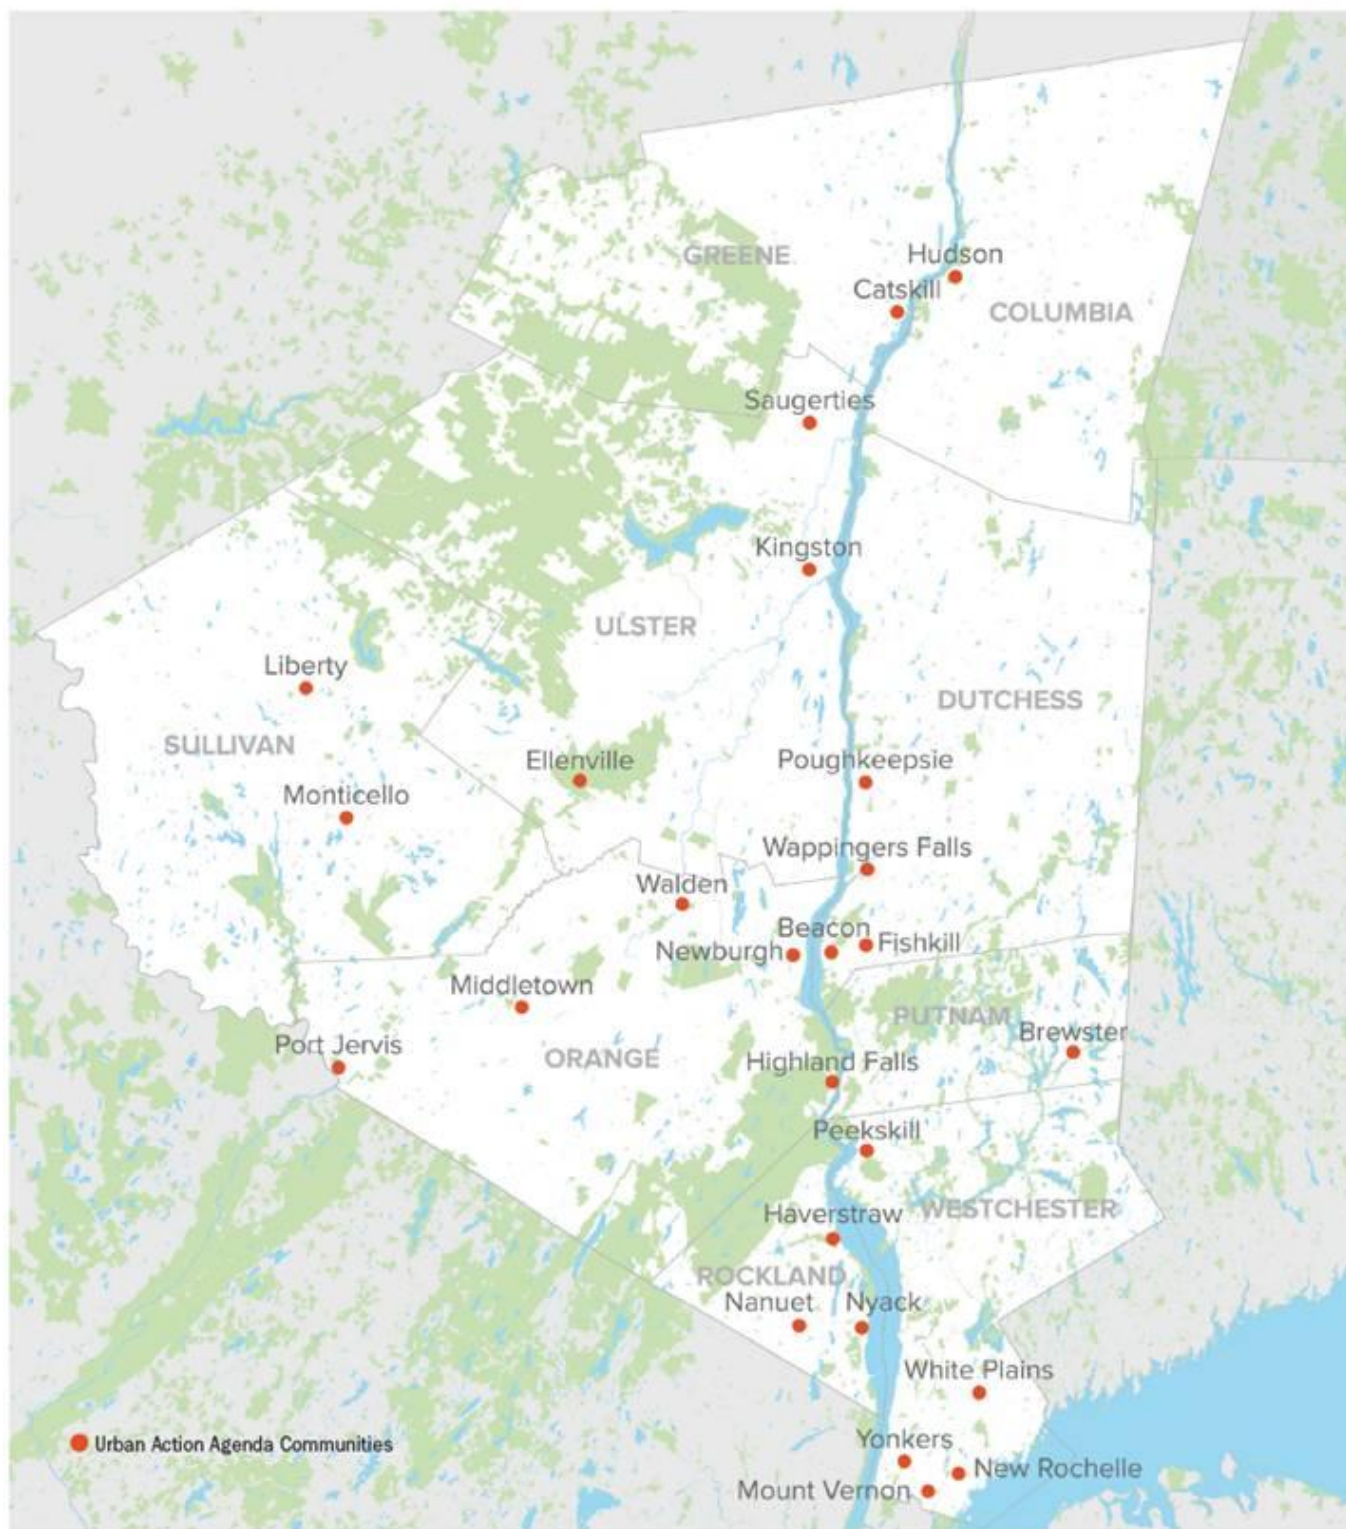 GREENE
Hudson
Catskill
COLUMBIA
Saugerties
Kingston
ULSTER
Liberty
DUTCHESS
SULLIVAN
Ellenville
Poughkeepsie
Monticello
Wappingers Falls
Walden
Beacon
Newburgh
Fishkill
Middletown
PUTNAM
Brewster
Port Jervis
ORANGE
Highland Falls
Peekskill
Haverstraw
WESTCHESTER
ROCKLAND
Nanuet
Nyack
White Plains
Urban Action Agenda Communities
Yonkers
New Rochelle
Mount Vernon